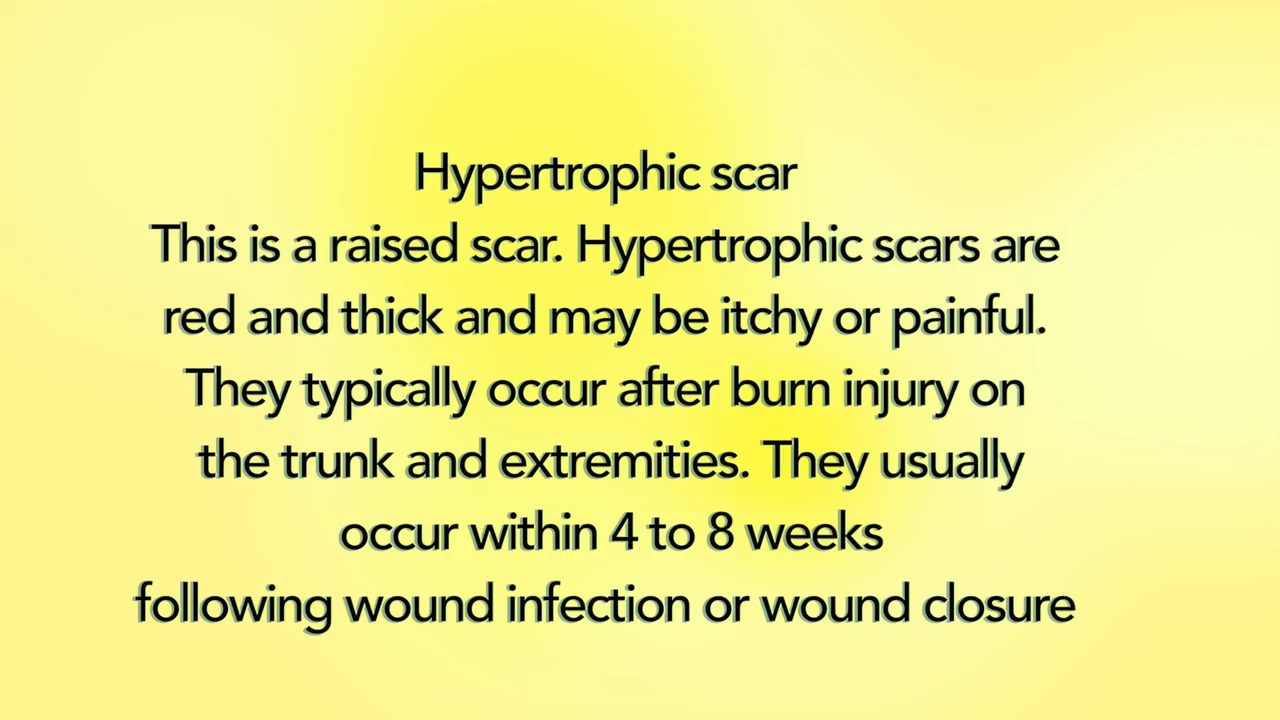 Hypertrophic scar
This is a raised scar. Hypertrophic scars are
red and thick and may be itchy or painful.
They typically occur after burn injury on
the trunk and extremities. They usually
occur within 4 to 8 weeks
following wound infection or wound closure